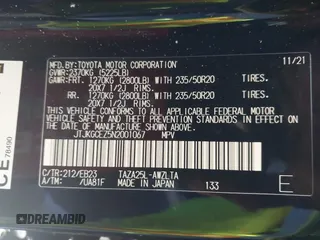 MFD.BY:TOYOTA MOTOR CORPORATION 11/21
GVWR:2370KG (5225LB)
GAWR:FRT. 1270KG (2800LB) WITH 235/50R20 TIRES,
20X7 1/2J RIMS,
RR. 1270KG (2800LB) WITH 235/50R20 TIRES,
20X7 1/2J RIMS,
THIS VEHICLE CONFORMS TO ALL APPLICABLE
FEDERAL MOTOR VEHICLE SAFETY AND THEFT
PREVENTION STANDARDS IN EFFECT ON THE DATE
OF MANUFACTURE SHOWN ABOVE.
MPV
C/TR:212/EB23 TAZA25L-AWZLTA
A/TM: /UA81F MADE IN JAPAN 133
CE
78490
DREAMBID